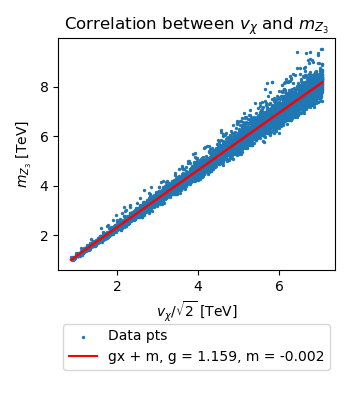 Correlation between $v_\chi$ and $m_{Z_3}$
8
6
4
2
$m_{Z_3}$ [TeV]
2 4 6
$v_\chi/\sqrt{2}$ [TeV]
Data pts
gx + m, g = 1.159, m = -0.002